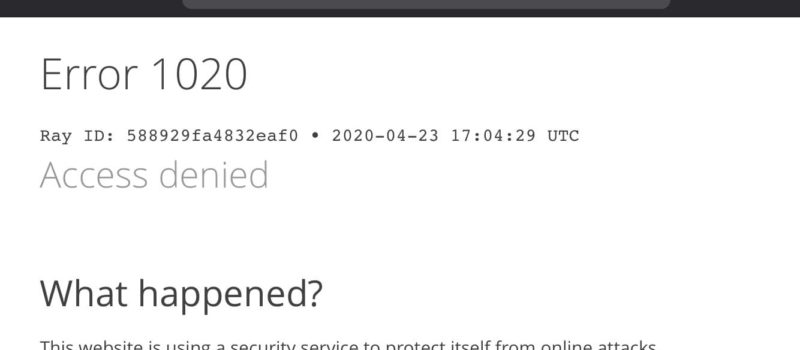 Error 1020
Ray ID: 588929fa4832eaf0 • 2020-04-23 17:04:29 UTC
Access denied
What happened?
This website is using a security service to protect itself from online attacks.